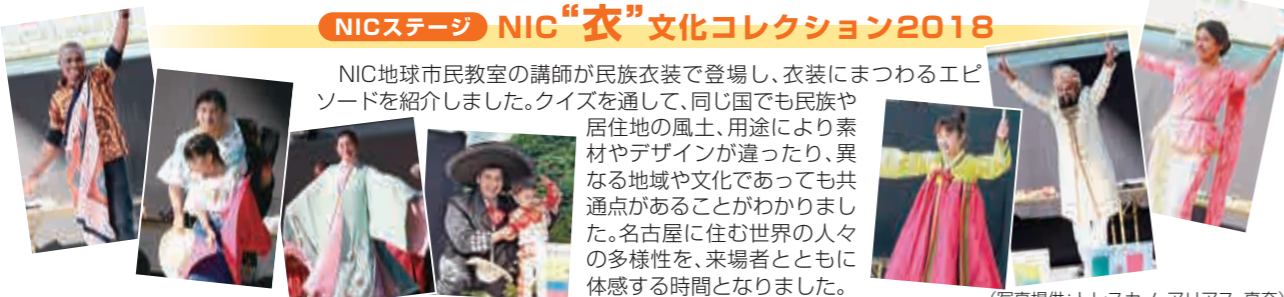 NICステージ NIC“衣”文化コレクション2018
NIC地球市民教室の講師が民族衣装で登場し、衣装にまつわるエピ
ソードを紹介しました。クイズを通して、同じ国でも民族や
居住地の風土、用途により素
材やデザインが違ったり、異
なる地域や文化であっても共
通点があることがわかりまし
た。名古屋に住む世界の人々
の多様性を、来場者とともに
体感する時間となりました。